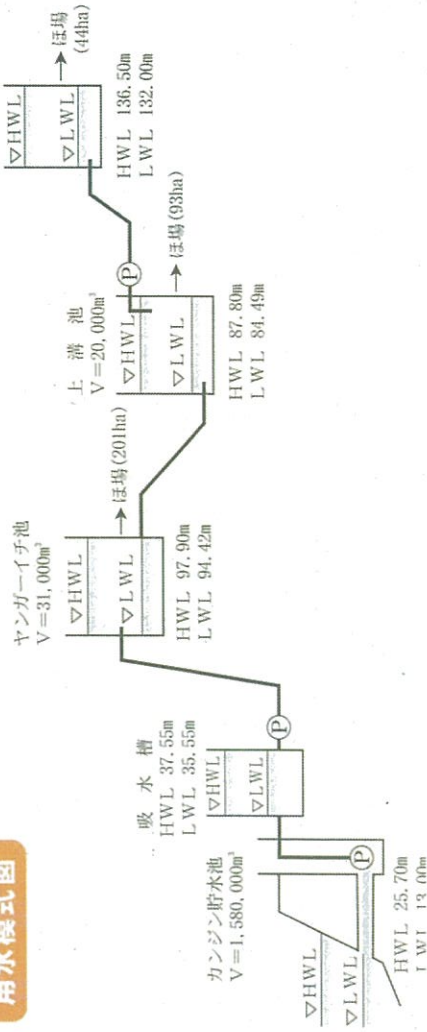 用水模式図
カンジン貯水池
V=1,580,000m³
▽HWL
▽LWL
HWL 25.70m
LWL 13.00m
P
吸水槽
HWL 37.55m
LWL 35.55m
▽HWL
▽LWL
P
ヤンガーイチ池
V=31,000m³
▽HWL
▽LWL
ほ場(201ha)
HWL 97.90m
LWL 94.42m
上溝池
V=20,000m³
▽HWL
▽LWL
ほ場(93ha)
HWL 87.80m
LWL 84.49m
P
▽HWL
▽LWL
ほ場
(44ha)
HWL 136.50m
LWL 132.00m